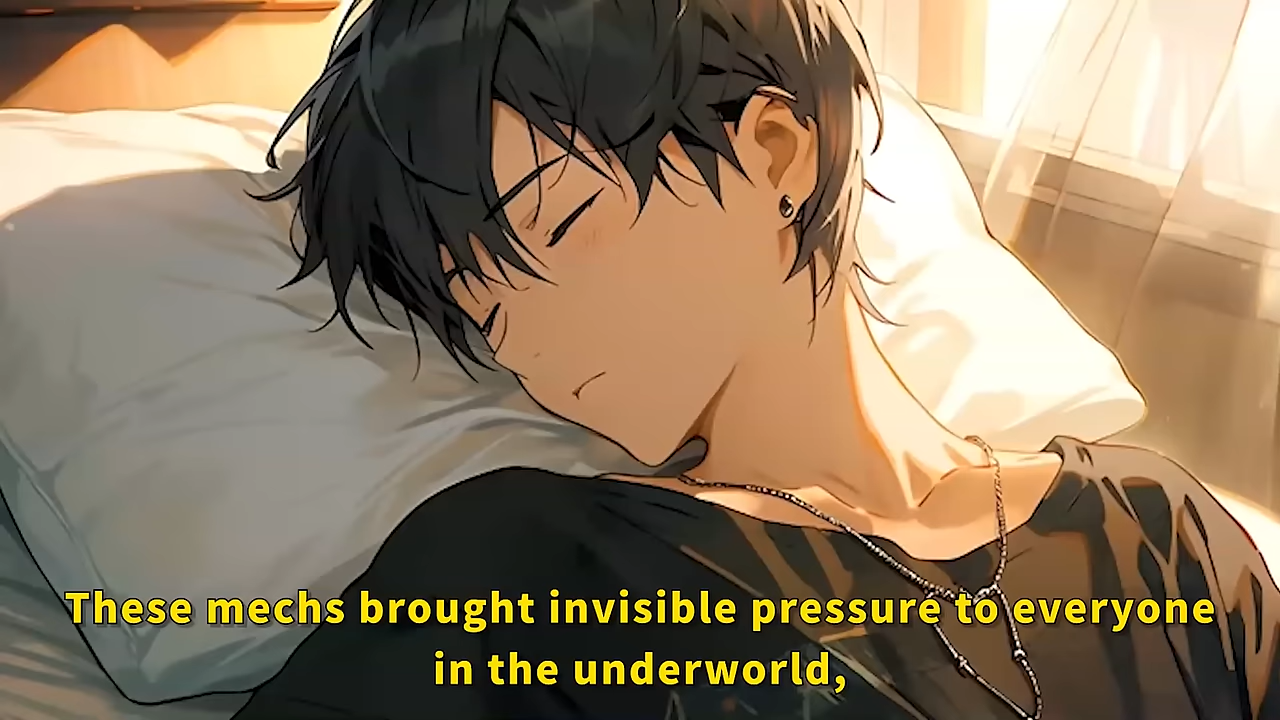 These mechs brought invisible pressure to everyone
in the underworld,